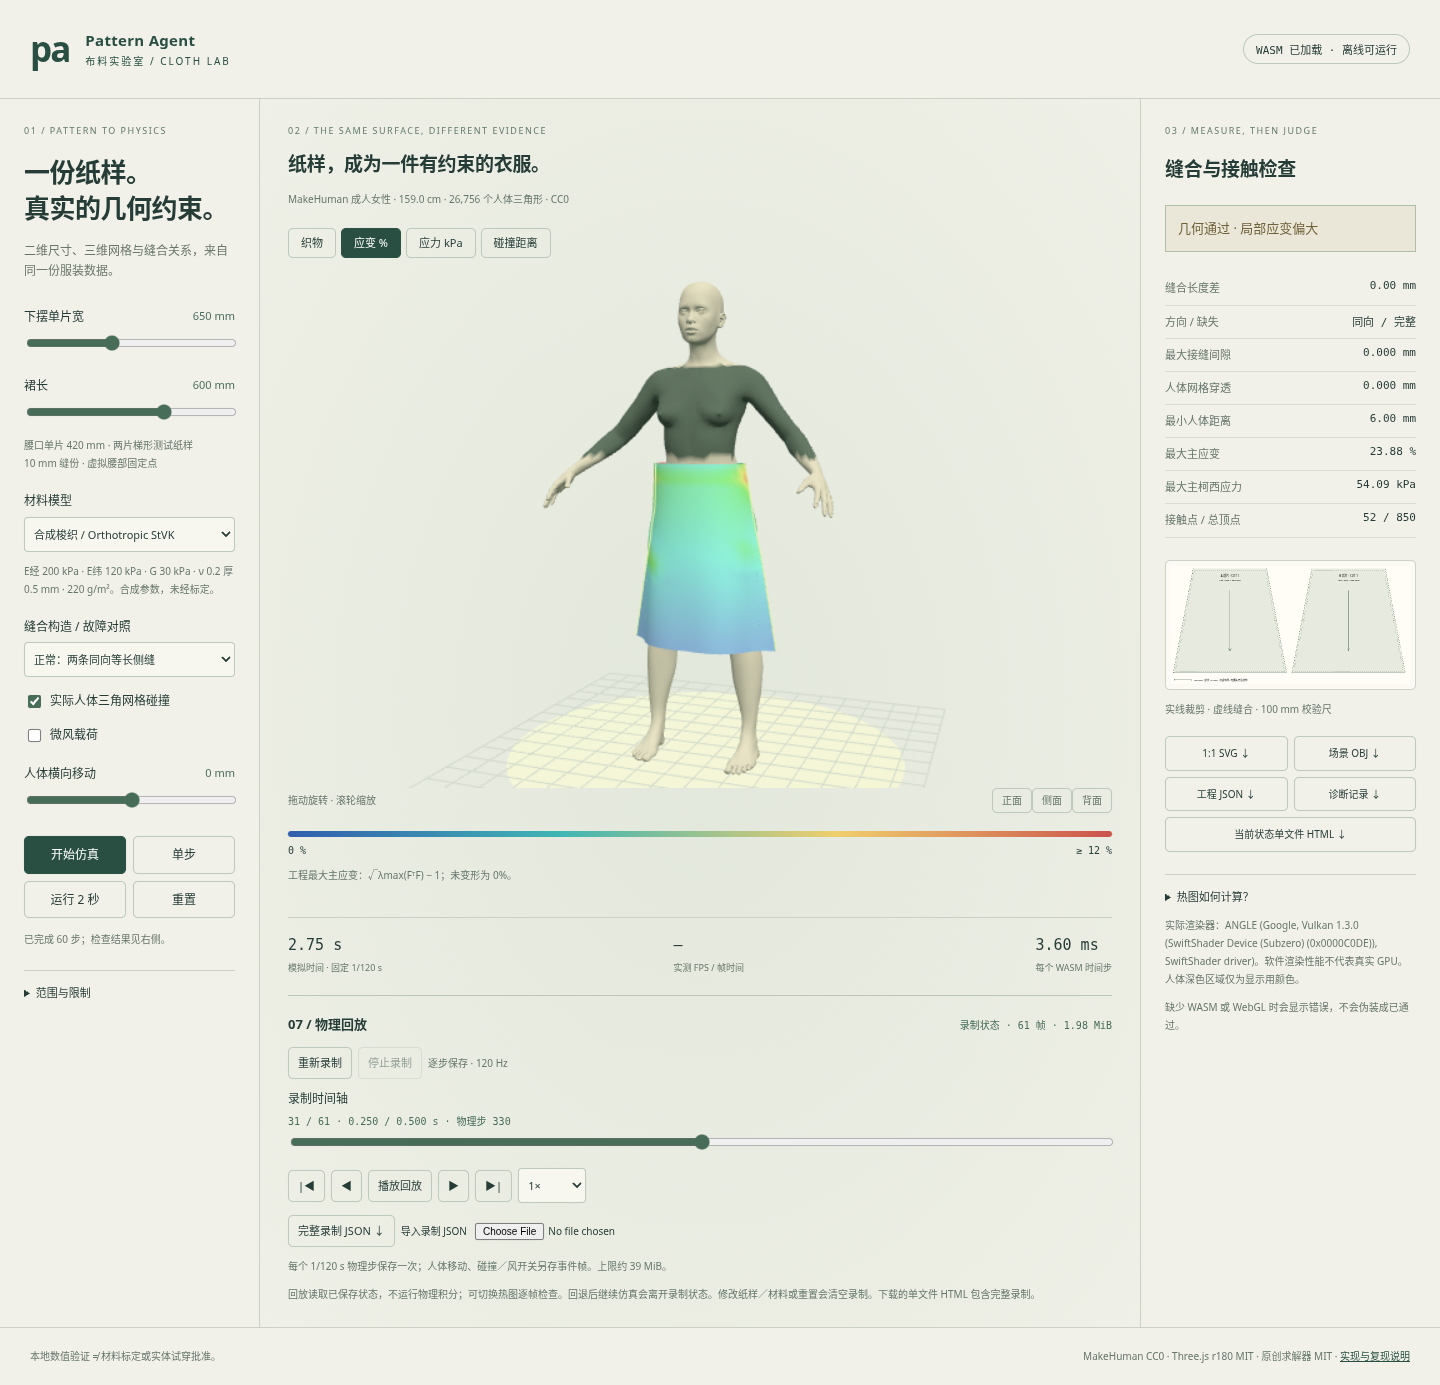 pa
Pattern Agent
布料实验室 / CLOTH LAB
WASM 已加载 · 离线可运行
01 / PATTERN TO PHYSICS
一份纸样。
真实的几何约束。
二维尺寸、三维网格与缝合关系，来自
同一份服装数据。
下摆单片宽 650 mm
裙长 600 mm
腰口单片 420 mm · 两片梯形测试纸样
10 mm 缝份 · 虚拟腰部固定点
材料模型
合成梭织 / Orthotropic StVK
E经 200 kPa · E纬 120 kPa · G 30 kPa · ν 0.2 厚
0.5 mm · 220 g/m²。合成参数，未经标定。
缝合构造 / 故障对照
正常：两条同向等长侧缝
实际人体三角网格碰撞
微风载荷
人体横向移动 0 mm
开始仿真 单步
运行 2 秒 重置
已完成 60 步；检查结果见右侧。
▶ 范围与限制
02 / THE SAME SURFACE, DIFFERENT EVIDENCE
纸样，成为一件有约束的衣服。
MakeHuman 成人女性 · 159.0 cm · 26,756 个人体三角形 · CC0
织物 应变 % 应力 kPa 碰撞距离
拖动旋转 · 滚轮缩放 正面 侧面 背面
0 % ≥ 12 %
工程最大主应变：√λmax(FᵀF) − 1；未变形为 0%。
2.75 s — 3.60 ms
模拟时间 · 固定 1/120 s 实测 FPS / 帧时间 每个 WASM 时间步
07 / 物理回放 录制状态 · 61 帧 · 1.98 MiB
重新录制 停止录制 逐步保存 · 120 Hz
录制时间轴
31 / 61 · 0.250 / 0.500 s · 物理步 330
|◀ ◀ 播放回放 ▶ ▶| 1×
完整录制 JSON ↓ 导入录制 JSON Choose File No file chosen
每个 1/120 s 物理步保存一次；人体移动、碰撞／风开关另存事件帧。上限约 39 MiB。
回放读取已保存状态，不运行物理积分；可切换热图逐帧检查。回退后继续仿真会离开录制状态。修改纸样／材料或重置会清空录制。下载的单文件 HTML 包含完整录制。
03 / MEASURE, THEN JUDGE
缝合与接触检查
几何通过 · 局部应变偏大
缝合长度差 0.00 mm
方向 / 缺失 同向 / 完整
最大接缝间隙 0.000 mm
人体网格穿透 0.000 mm
最小人体距离 6.00 mm
最大主应变 23.88 %
最大主柯西应力 54.09 kPa
接触点 / 总顶点 52 / 850
实线裁剪 · 虚线缝合 · 100 mm 校验尺
1:1 SVG ↓ 场景 OBJ ↓
工程 JSON ↓ 诊断记录 ↓
当前状态单文件 HTML ↓
▶ 热图如何计算？
实际渲染器：ANGLE (Google, Vulkan 1.3.0
(SwiftShader Device (Subzero) (0x0000C0DE)),
SwiftShader driver)。软件渲染性能不代表真实 GPU。
人体深色区域仅为显示用颜色。
缺少 WASM 或 WebGL 时会显示错误，不会伪装成已通
过。
本地数值验证 ≠ 材料标定或实体试穿批准。
MakeHuman CC0 · Three.js r180 MIT · 原创求解器 MIT · 实现与复现说明